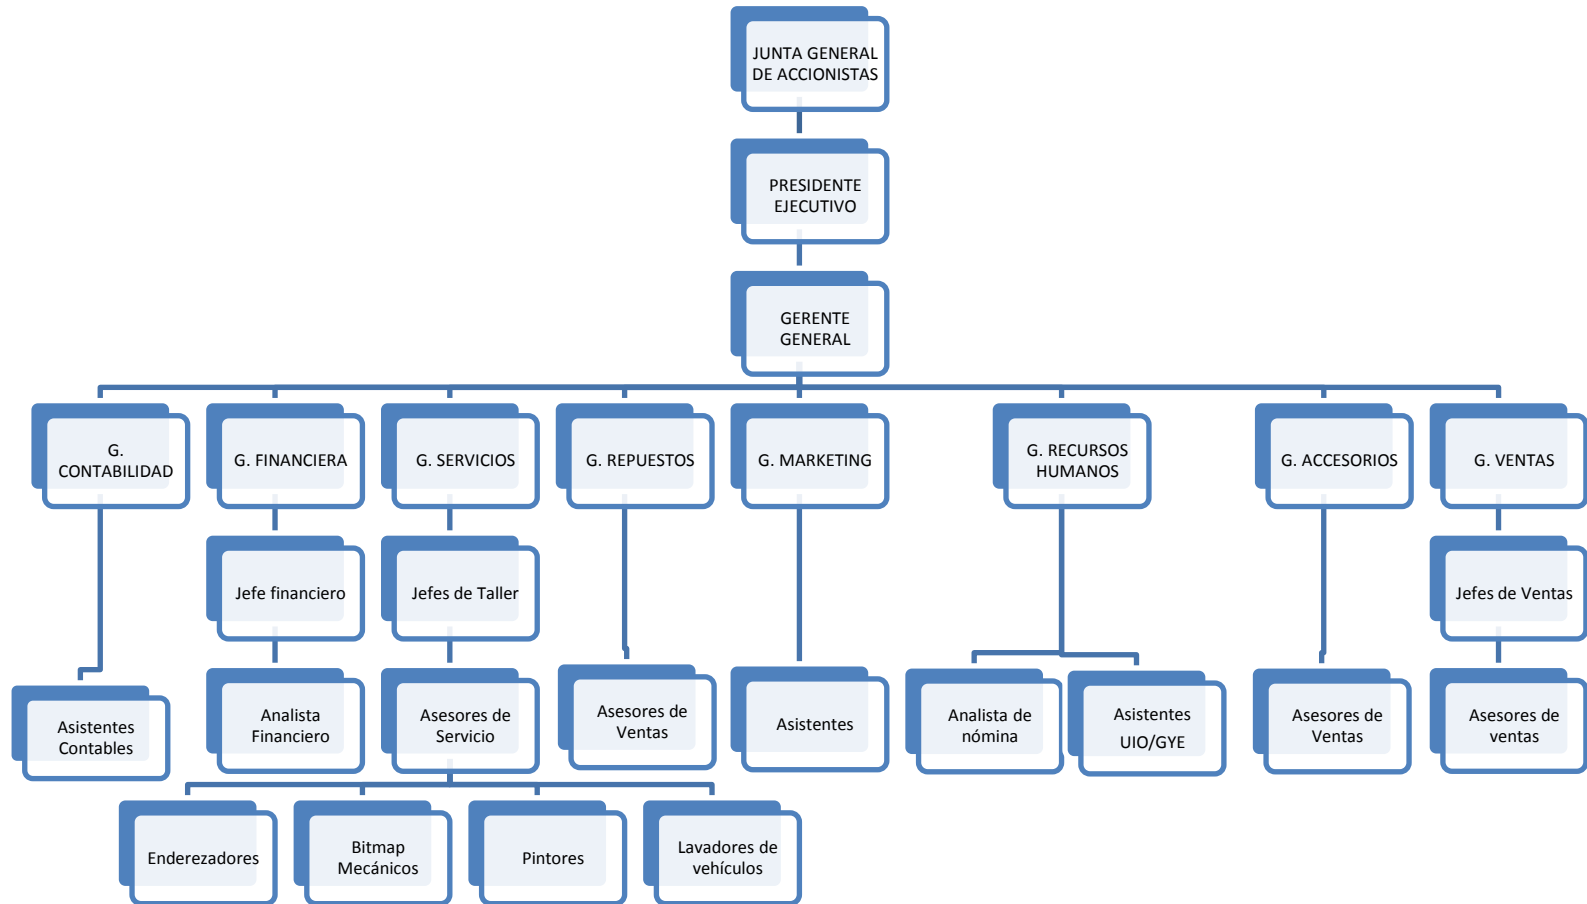 JUNTA GENERAL
DE ACCIONISTAS
PRESIDENTE
EJECUTIVO
GERENTE
GENERAL
G.
CONTABILIDAD
G. FINANCIERA
G. SERVICIOS
G. REPUESTOS
G. MARKETING
G. RECURSOS
HUMANOS
G. ACCESORIOS
G. VENTAS
Jefe financiero
Jefes de Taller
Jefes de Ventas
Asistentes
Contables
Analista
Financiero
Asesores de
Servicio
Asesores de
Ventas
Asistentes
Analista de
nómina
Asistentes
UIO/GYE
Asesores de
Ventas
Asesores de
ventas
Enderezadores
Bitmap
Mecánicos
Pintores
Lavadores de
vehículos